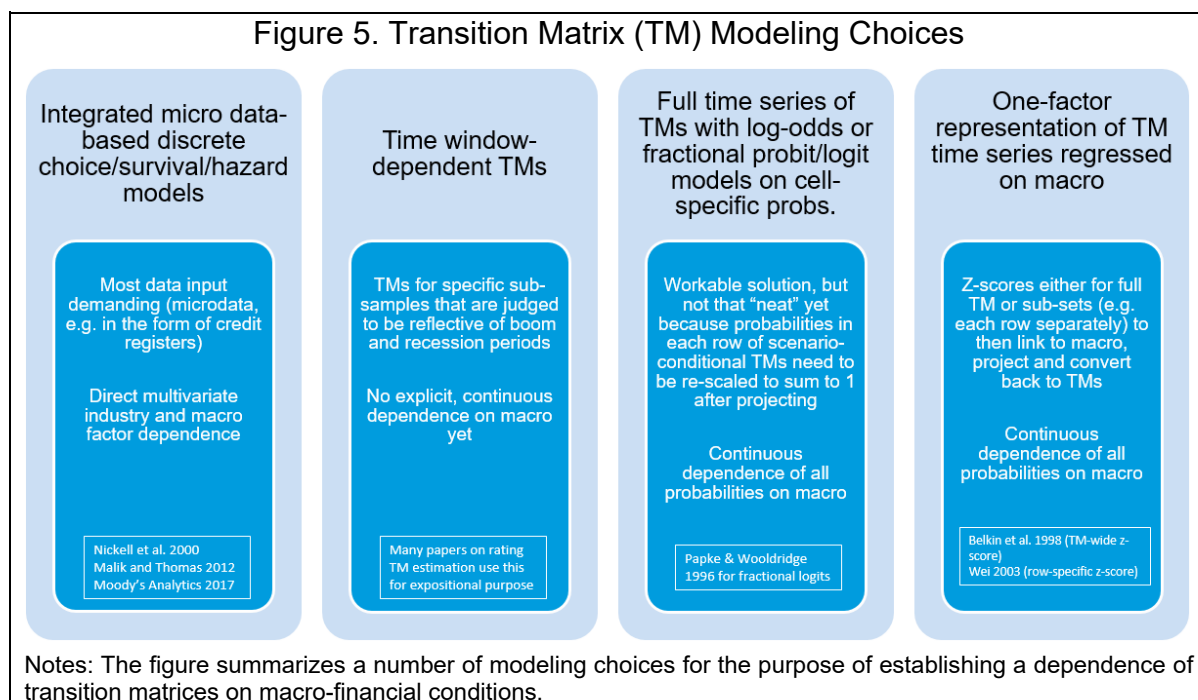 Figure 5. Transition Matrix (TM) Modeling Choices
Integrated micro data-
based discrete
choice/survival/hazard
models
Most data input
demanding (microdata,
e.g. in the form of credit
registers)
Direct multivariate
industry and macro
factor dependence
Nickell et al. 2000
Malik and Thomas 2012
Moody's Analytics 2017
Time window-
dependent TMs
TMs for specific sub-
samples that are judged
to be reflective of boom
and recession periods
No explicit, continuous
dependence on macro
yet
Many papers on rating
TM estimation use this
for expositional purpose
Full time series of
TMs with log-odds or
fractional probit/logit
models on cell-
specific probs.
Workable solution, but
not that “neat” yet
because probabilities in
each row of scenario-
conditional TMs need to
be re-scaled to sum to 1
after projecting
Continuous
dependence of all
probabilities on macro
Papke & Wooldridge
1996 for fractional logits
One-factor
representation of TM
time series regressed
on macro
Z-scores either for full
TM or sub-sets (e.g.
each row separately) to
then link to macro,
project and convert
back to TMs
Continuous
dependence of all
probabilities on macro
Belkin et al. 1998 (TM-wide z-
score)
Wei 2003 (row-specific z-score)
Notes: The figure summarizes a number of modeling choices for the purpose of establishing a dependence of
transition matrices on macro-financial conditions.